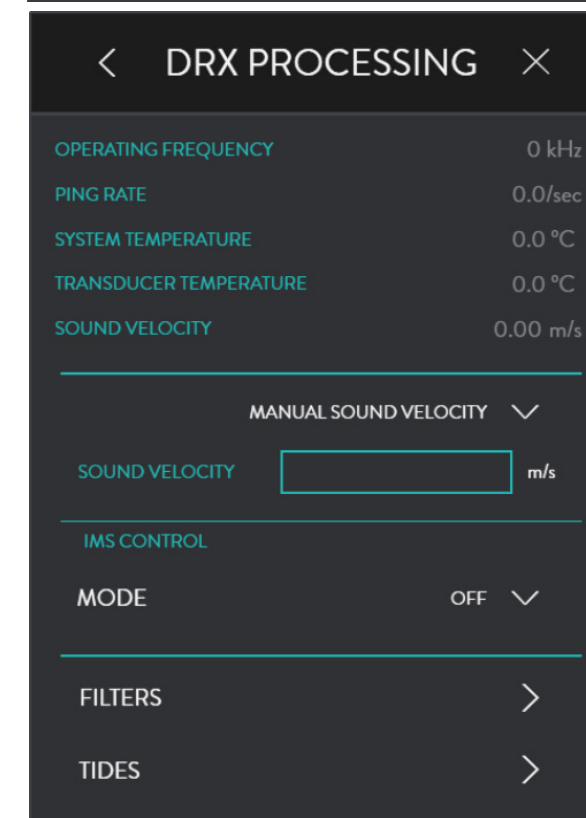 DRX PROCESSING
OPERATING FREQUENCY 0 kHz
PING RATE 0.0/sec
SYSTEM TEMPERATURE 0.0 °C
TRANSDUCER TEMPERATURE 0.0 °C
SOUND VELOCITY 0.00 m/s
MANUAL SOUND VELOCITY
SOUND VELOCITY m/s
IMS CONTROL
MODE OFF
FILTERS
TIDES